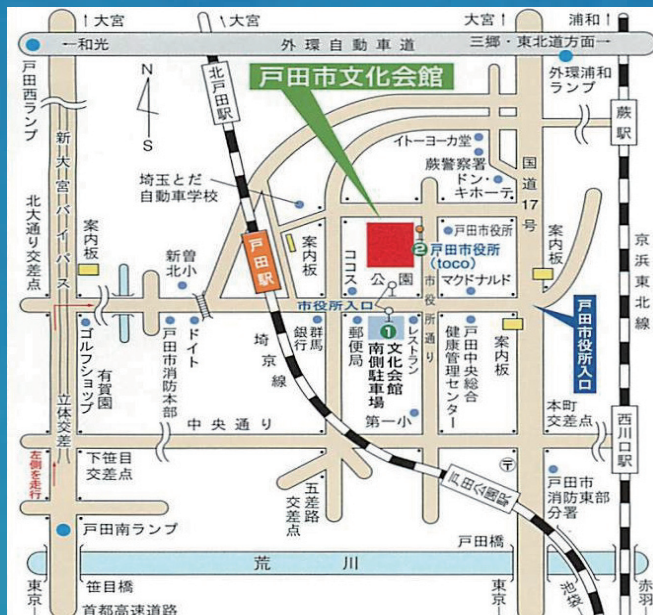 ↑大宮
↑大宮
大宮↑
浦和↑
←和光
外環自動車道
三郷・東北道方面→
戸田西ランプ
N
S
北戸田駅
戸田市文化会館
外環浦和
ランプ
蕨駅
イトーヨーカ堂
蕨警察署
ドン・
キホーテ
国道17号
新大宮バイパス
埼玉とだ
自動車学校
北大通り交差点
案内板
新曽
北小
戸田駅
案内板
ココス
公園
戸田市役所
2
戸田市役所
(toco)
マクドナルド
市役所通り
案内板
京浜東北線
市役所入口
戸田市役所入口
ゴルフショップ
有賀園
戸田市消防本部
ドイト
埼京線
群馬
銀行
郵便局
1
文化会館
南側駐車場
レストラン
戸田中央総合
健康管理センター
案内板
立体交差
中央通り
第一小
本町
交差点
西川口駅
左側を走行
下笹目
交差点
五差路
交差点
戸田公園駅
〒
戸田市
消防東部
分署
戸田南ランプ
戸田橋
荒川
東京←
笹目橋
首都高速道路
東京←
池袋
赤羽